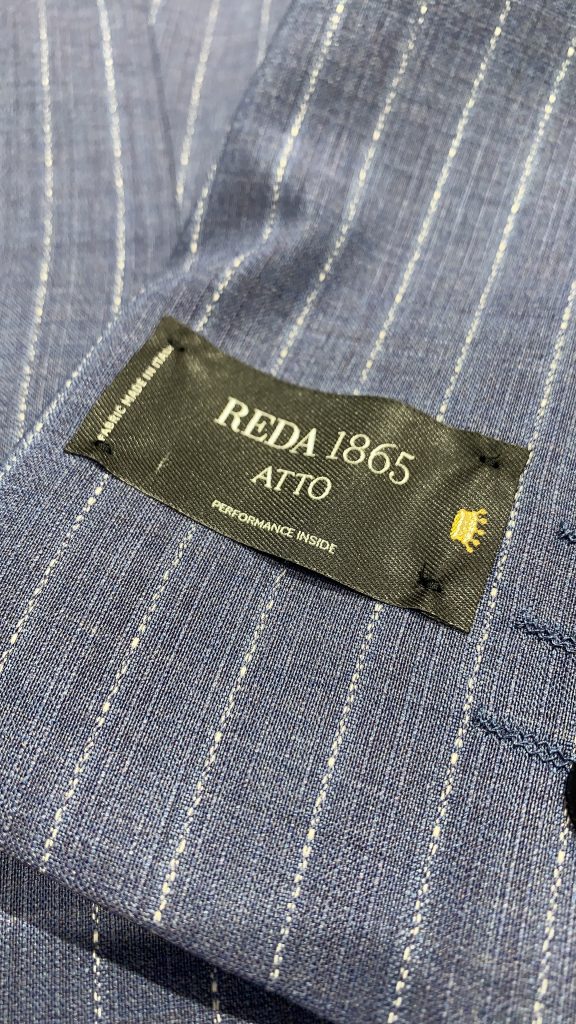 FABRIC MADE IN ITALY
REDA 1865
ATTO
PERFORMANCE INSIDE